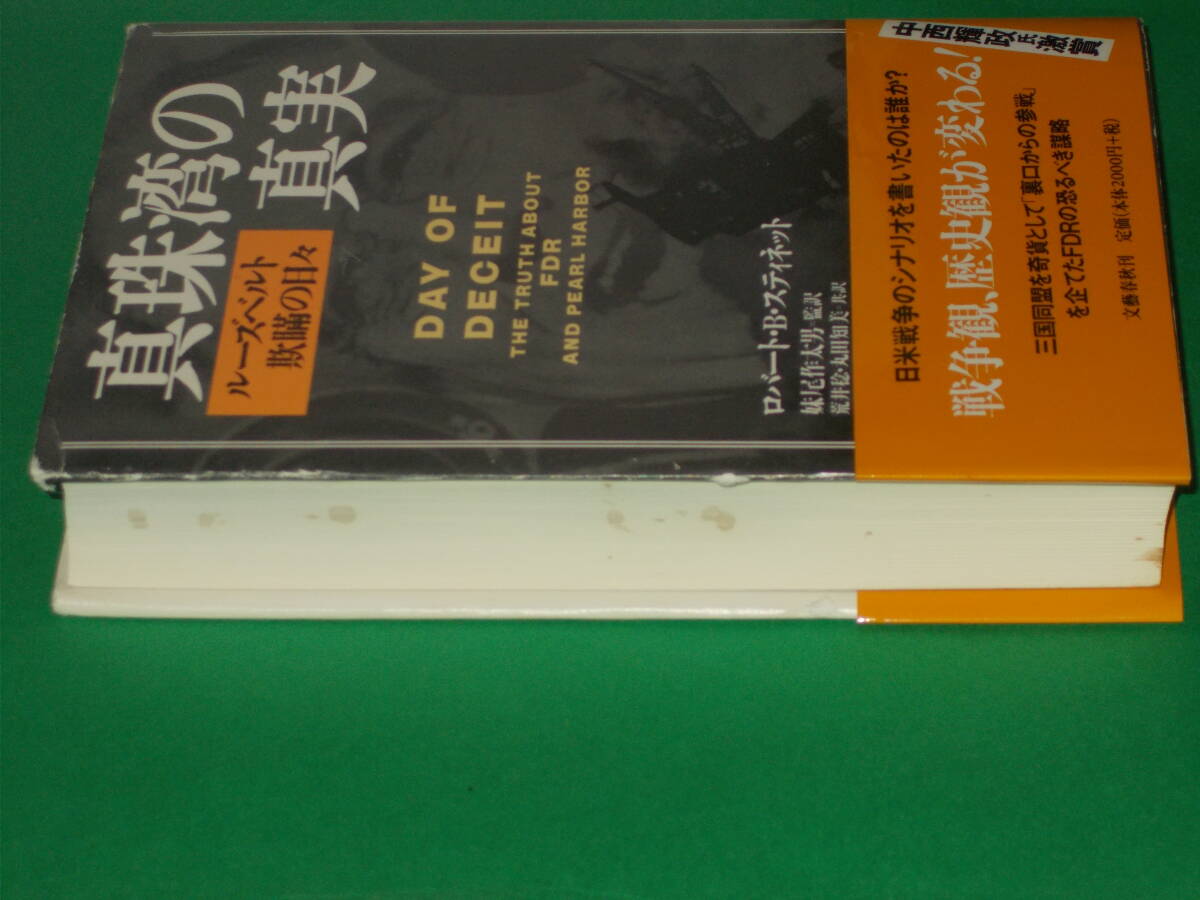 真珠湾の
真実
ルーズベルト
欺瞞の日々
DAY OF
DECEIT
THE TRUTH ABOUT
FDR
AND PEARL HARBOR
ロバート・B・スティネット
妹尾作太男・監訳
荒井稔・丸田知美・共訳
中西輝政氏激賞
日米戦争のシナリオを書いたのは誰か?
戦争観、歴史観が変わる!
三国同盟を奇貨として「裏口からの参戦」
を企てたFDRの恐るべき謀略
文藝春秋刊 定価(本体2000円+税)